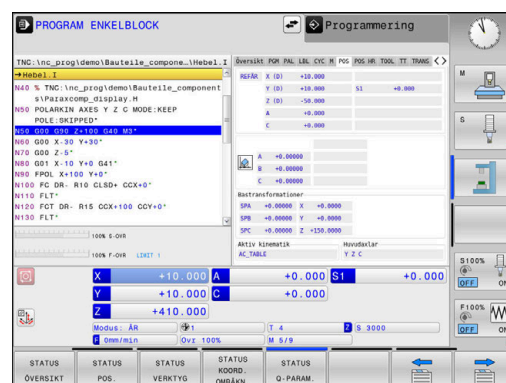 PROGRAM ENKELBLOCK
Programmering
TNC:\nc_prog\demo\Bauteile_compone…\Hebel.I
→Hebel.I
N40 % TNC:\nc_prog\demo\Bauteile_component
s\Paraxcomp_display.H
N50 POLARKIN AXES Y Z C MODE:KEEP
POLE:SKIPPED*
N50 G00 G90 Z+100 G40 M3*
N60 G00 X-30 Y+30*
N70 G00 Z-5*
N80 G01 X-10 Y+0 G41*
N90 FPOL X+100 Y+0*
N100 FC DR- R10 CLSD+ CCX+0*
N110 FLT*
N120 FCT DR- R15 CCX+100 CCY+0*
N130 FLT*
100% S-OVR
100% F-OVR LIMIT 1
Översikt PGM PAL LBL CYC M POS POS HR TOOL TT TRANS
REFÄR X (D) +10.000
Y (D) +10.000 S1 +0.000
Z (D) -50.000
A +0.000
C +0.000
A +0.00000
B +0.00000
C +0.00000
Bastransformationer
SPA +0.00000 X +0.0000
SPB +0.00000 Y +0.0000
SPC +0.00000 Z +150.0000
Aktiv kinematik Huvudaxlar
AC_TABLE Y Z C
X +10.000 A +0.000 S1 +0.000
Y +10.000 C +0.000
Z +410.000
Modus: ÄR 1 T 4 Z S 3000
F 0mm/min Ovr 100% M 5/9
STATUS ÖVERSIKT
STATUS POS.
STATUS VERKTYG
STATUS KOORD. OMRÄKN.
STATUS Q-PARAM.
M
S
S100%
OFF ON
F100%
OFF ON